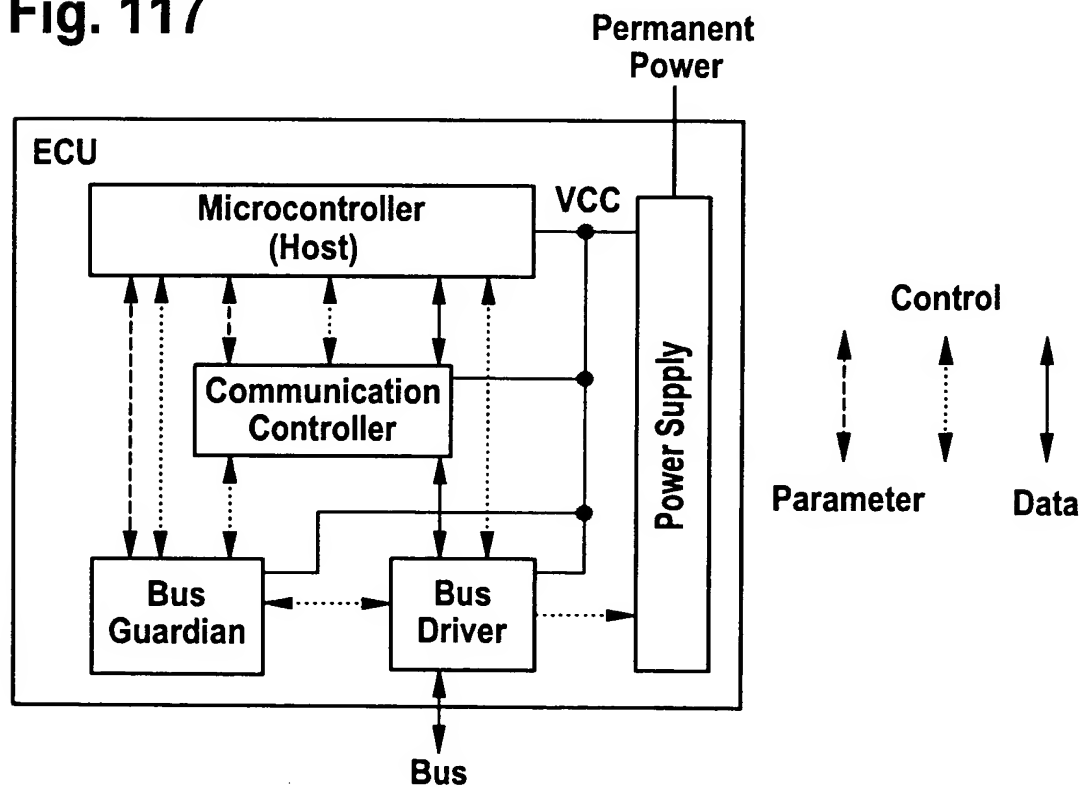 Fig. 117
Permanent
Power
ECU
Microcontroller
(Host)
VCC
Communication
Controller
Power Supply
Bus
Guardian
Bus
Driver
Bus
Control
Parameter
Data